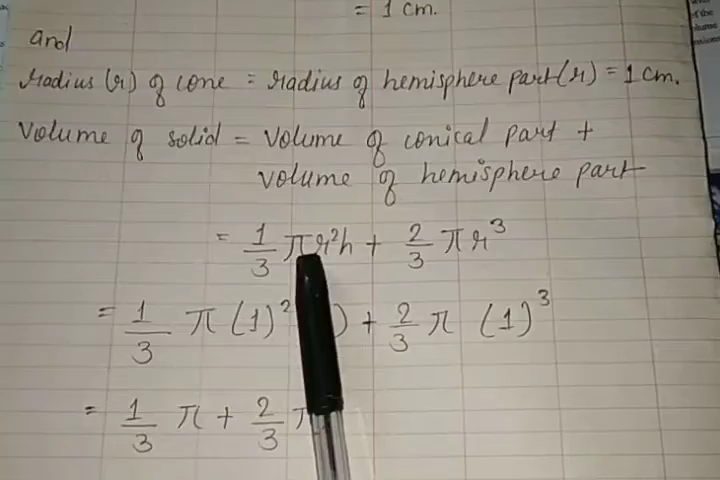 = 1 cm.
and
Radius (r) of cone = radius of hemisphere part (r) = 1 cm.
Volume of solid = Volume of conical part +
volume of hemisphere part
= 1/3 πr²h + 2/3 πr³
= 1/3 π (1)² ) + 2/3 π (1)³
= 1/3 π + 2/3 π
of the